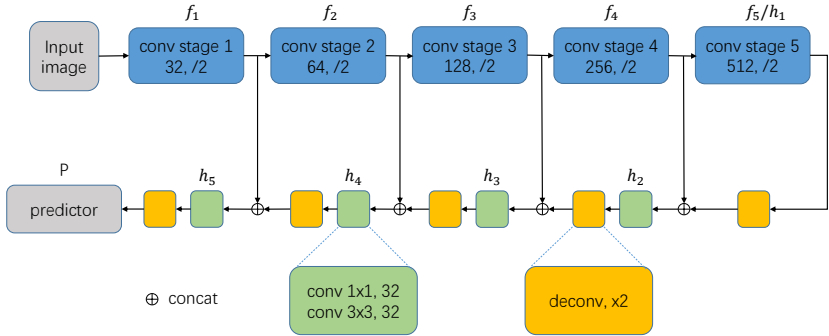 f₁
f₂
f₃
f₄
f₅/h₁
Input
image
conv stage 1
32, /2
conv stage 2
64, /2
conv stage 3
128, /2
conv stage 4
256, /2
conv stage 5
512, /2
P
h₅
h₄
h₃
h₂
predictor
⊕ concat
conv 1x1, 32
conv 3x3, 32
deconv, x2